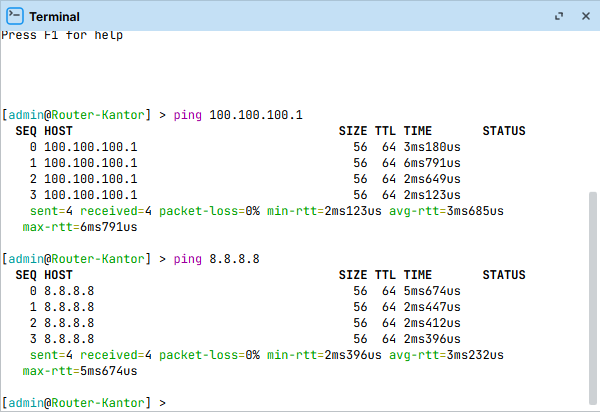 Terminal
Press F1 for help
[admin@Router-Kantor] > ping 100.100.100.1
SEQ HOST SIZE TTL TIME STATUS
0 100.100.100.1 56 64 3ms180us
1 100.100.100.1 56 64 6ms791us
2 100.100.100.1 56 64 2ms649us
3 100.100.100.1 56 64 2ms123us
sent=4 received=4 packet-loss=0% min-rtt=2ms123us avg-rtt=3ms685us
max-rtt=6ms791us
[admin@Router-Kantor] > ping 8.8.8.8
SEQ HOST SIZE TTL TIME STATUS
0 8.8.8.8 56 64 5ms674us
1 8.8.8.8 56 64 2ms447us
2 8.8.8.8 56 64 2ms412us
3 8.8.8.8 56 64 2ms396us
sent=4 received=4 packet-loss=0% min-rtt=2ms396us avg-rtt=3ms232us
max-rtt=5ms674us
[admin@Router-Kantor] >